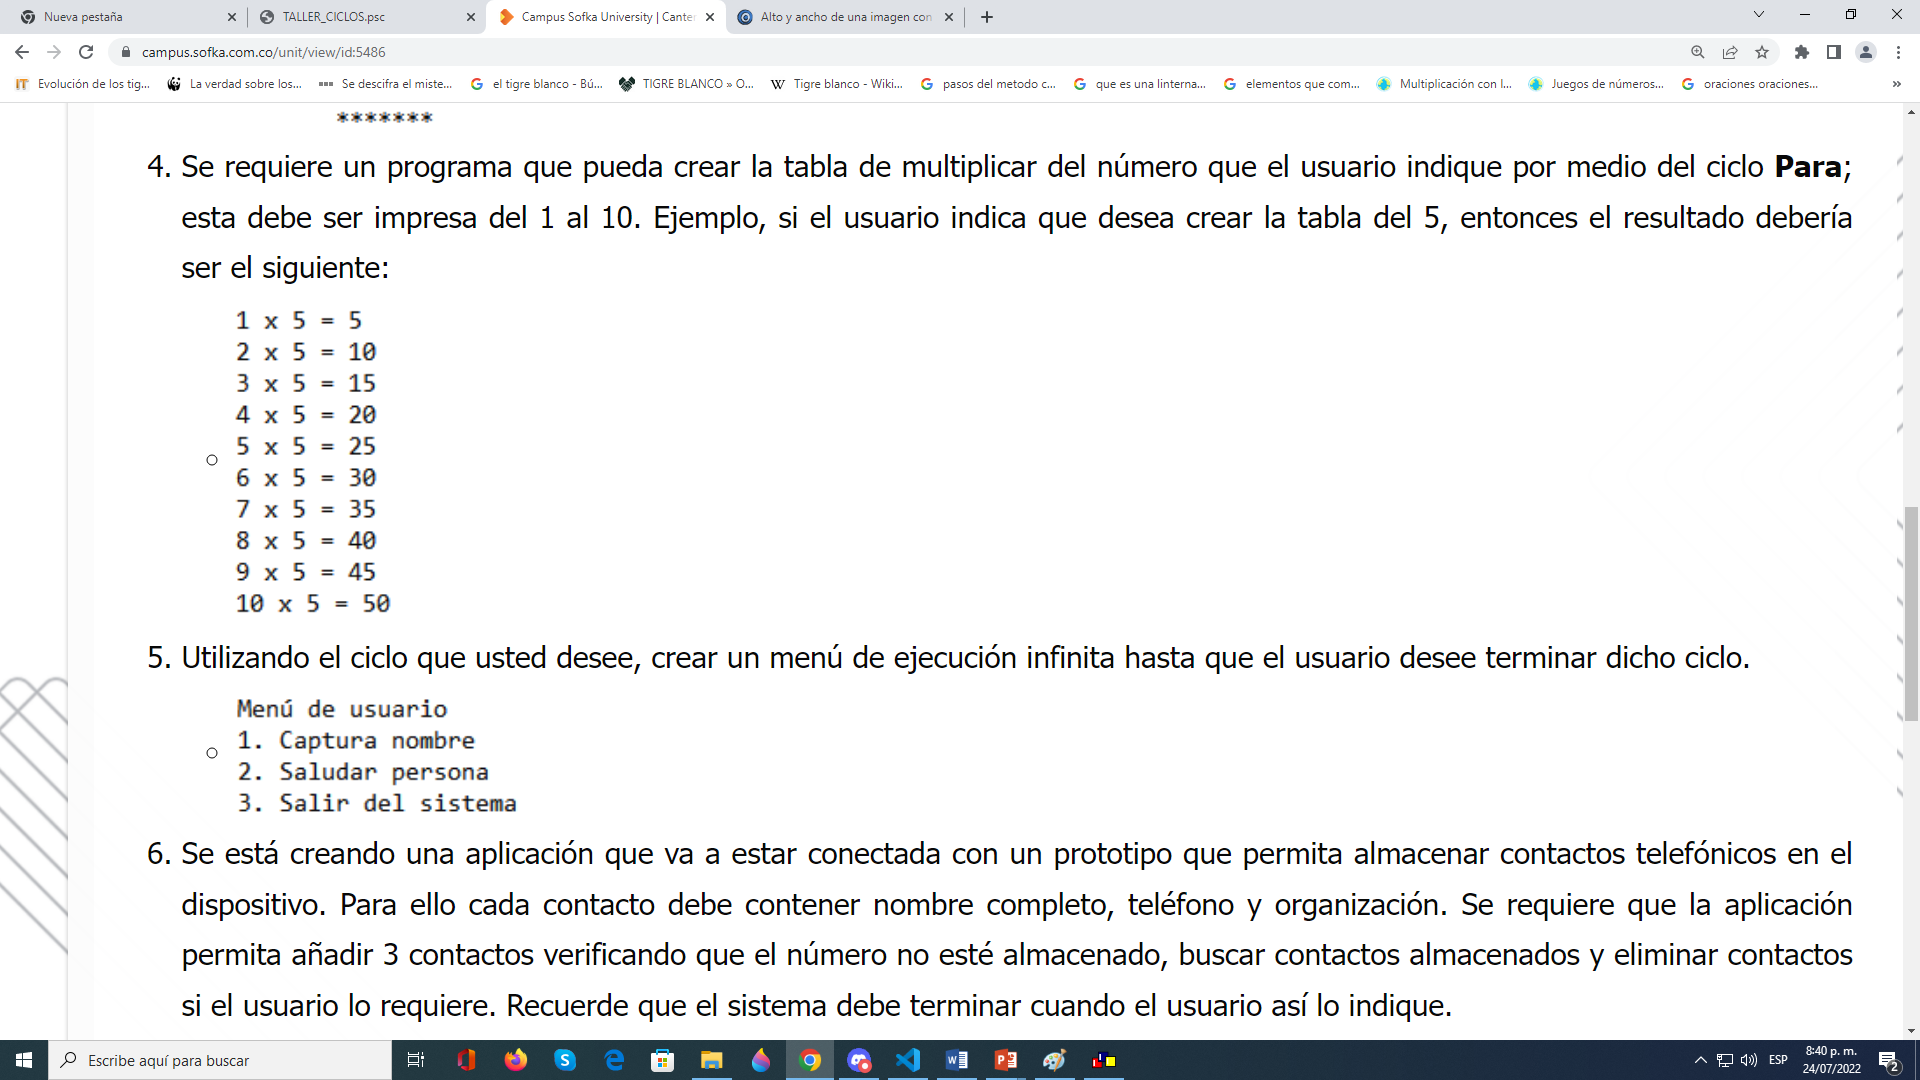 Nueva pestaña
TALLER_CICLOS.psc
Campus Sofka University | Canter
Alto y ancho de una imagen con
campus.sofka.com.co/unit/view/id:5486
Evolución de los tig...
La verdad sobre los...
Se descifra el miste...
el tigre blanco - Bú...
TIGRE BLANCO » O...
Tigre blanco - Wiki...
pasos del metodo c...
que es una linterna...
elementos que com...
Multiplicación con l...
Juegos de números...
oraciones oraciones...
»
*******
4. Se requiere un programa que pueda crear la tabla de multiplicar del número que el usuario indique por medio del ciclo Para;
esta debe ser impresa del 1 al 10. Ejemplo, si el usuario indica que desea crear la tabla del 5, entonces el resultado debería
ser el siguiente:
1 x 5 = 5
2 x 5 = 10
3 x 5 = 15
4 x 5 = 20
5 x 5 = 25
6 x 5 = 30
7 x 5 = 35
8 x 5 = 40
9 x 5 = 45
10 x 5 = 50
5. Utilizando el ciclo que usted desee, crear un menú de ejecución infinita hasta que el usuario desee terminar dicho ciclo.
Menú de usuario
1. Captura nombre
2. Saludar persona
3. Salir del sistema
6. Se está creando una aplicación que va a estar conectada con un prototipo que permita almacenar contactos telefónicos en el
dispositivo. Para ello cada contacto debe contener nombre completo, teléfono y organización. Se requiere que la aplicación
permita añadir 3 contactos verificando que el número no esté almacenado, buscar contactos almacenados y eliminar contactos
si el usuario lo requiere. Recuerde que el sistema debe terminar cuando el usuario así lo indique.
Escribe aquí para buscar
ESP
8:40 p. m.
24/07/2022
2